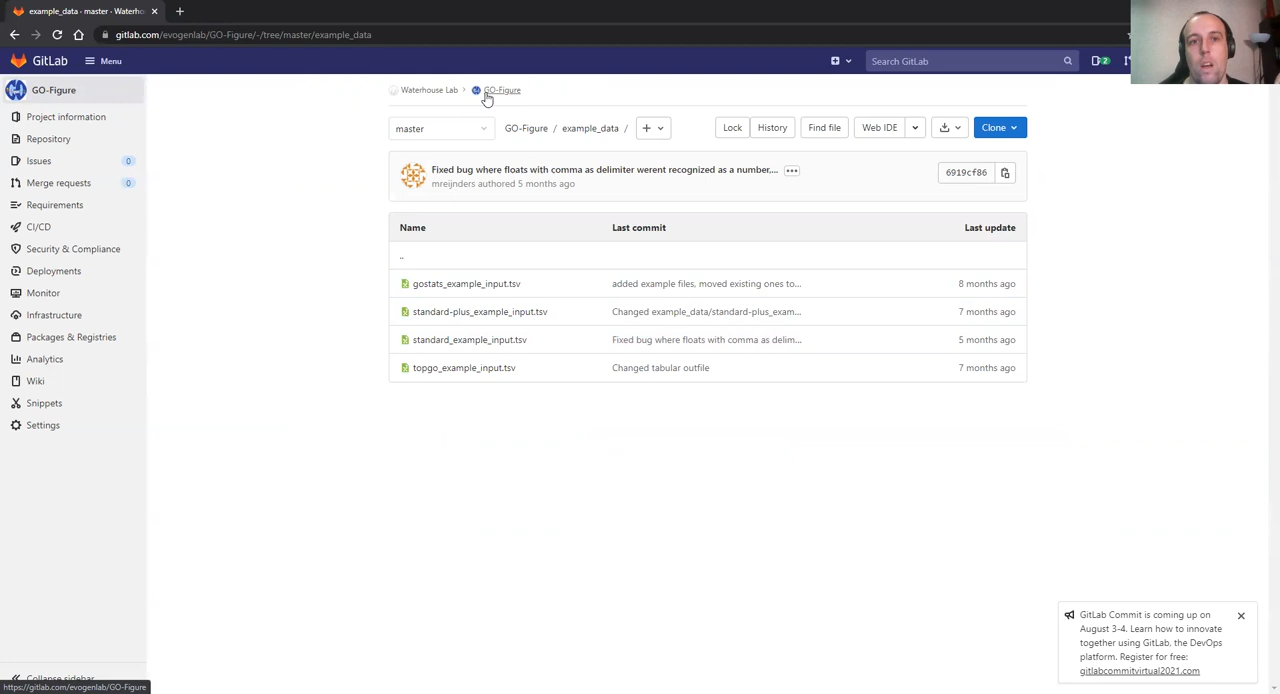 example_data · master · Waterho
gitlab.com/evogenlab/GO-Figure/-/tree/master/example_data
GitLab
Menu
Search GitLab
2
GO-Figure
Project information
Repository
Issues
0
Merge requests
0
Requirements
CI/CD
Security & Compliance
Deployments
Monitor
Infrastructure
Packages & Registries
Analytics
Wiki
Snippets
Settings
Collapse sidebar
https://gitlab.com/evogenlab/GO-Figure
Waterhouse Lab > GO-Figure
master
GO-Figure / example_data / +
Lock
History
Find file
Web IDE
Clone
Fixed bug where floats with comma as delimiter werent recognized as a number,...
mreijnders authored 5 months ago
6919cf86
Name Last commit Last update
..
gostats_example_input.tsv added example files, moved existing ones to... 8 months ago
standard-plus_example_input.tsv Changed example_data/standard-plus_exam... 7 months ago
standard_example_input.tsv Fixed bug where floats with comma as delim... 5 months ago
topgo_example_input.tsv Changed tabular outfile 7 months ago
GitLab Commit is coming up on
August 3-4. Learn how to innovate
together using GitLab, the DevOps
platform. Register for free:
gitlabcommitvirtual2021.com